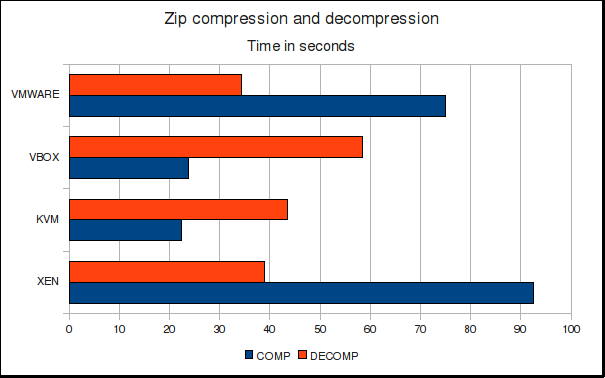 Zip compression and decompression
Time in seconds
VMWARE
VBOX
KVM
XEN
0 10 20 30 40 50 60 70 80 90 100
COMP DECOMP